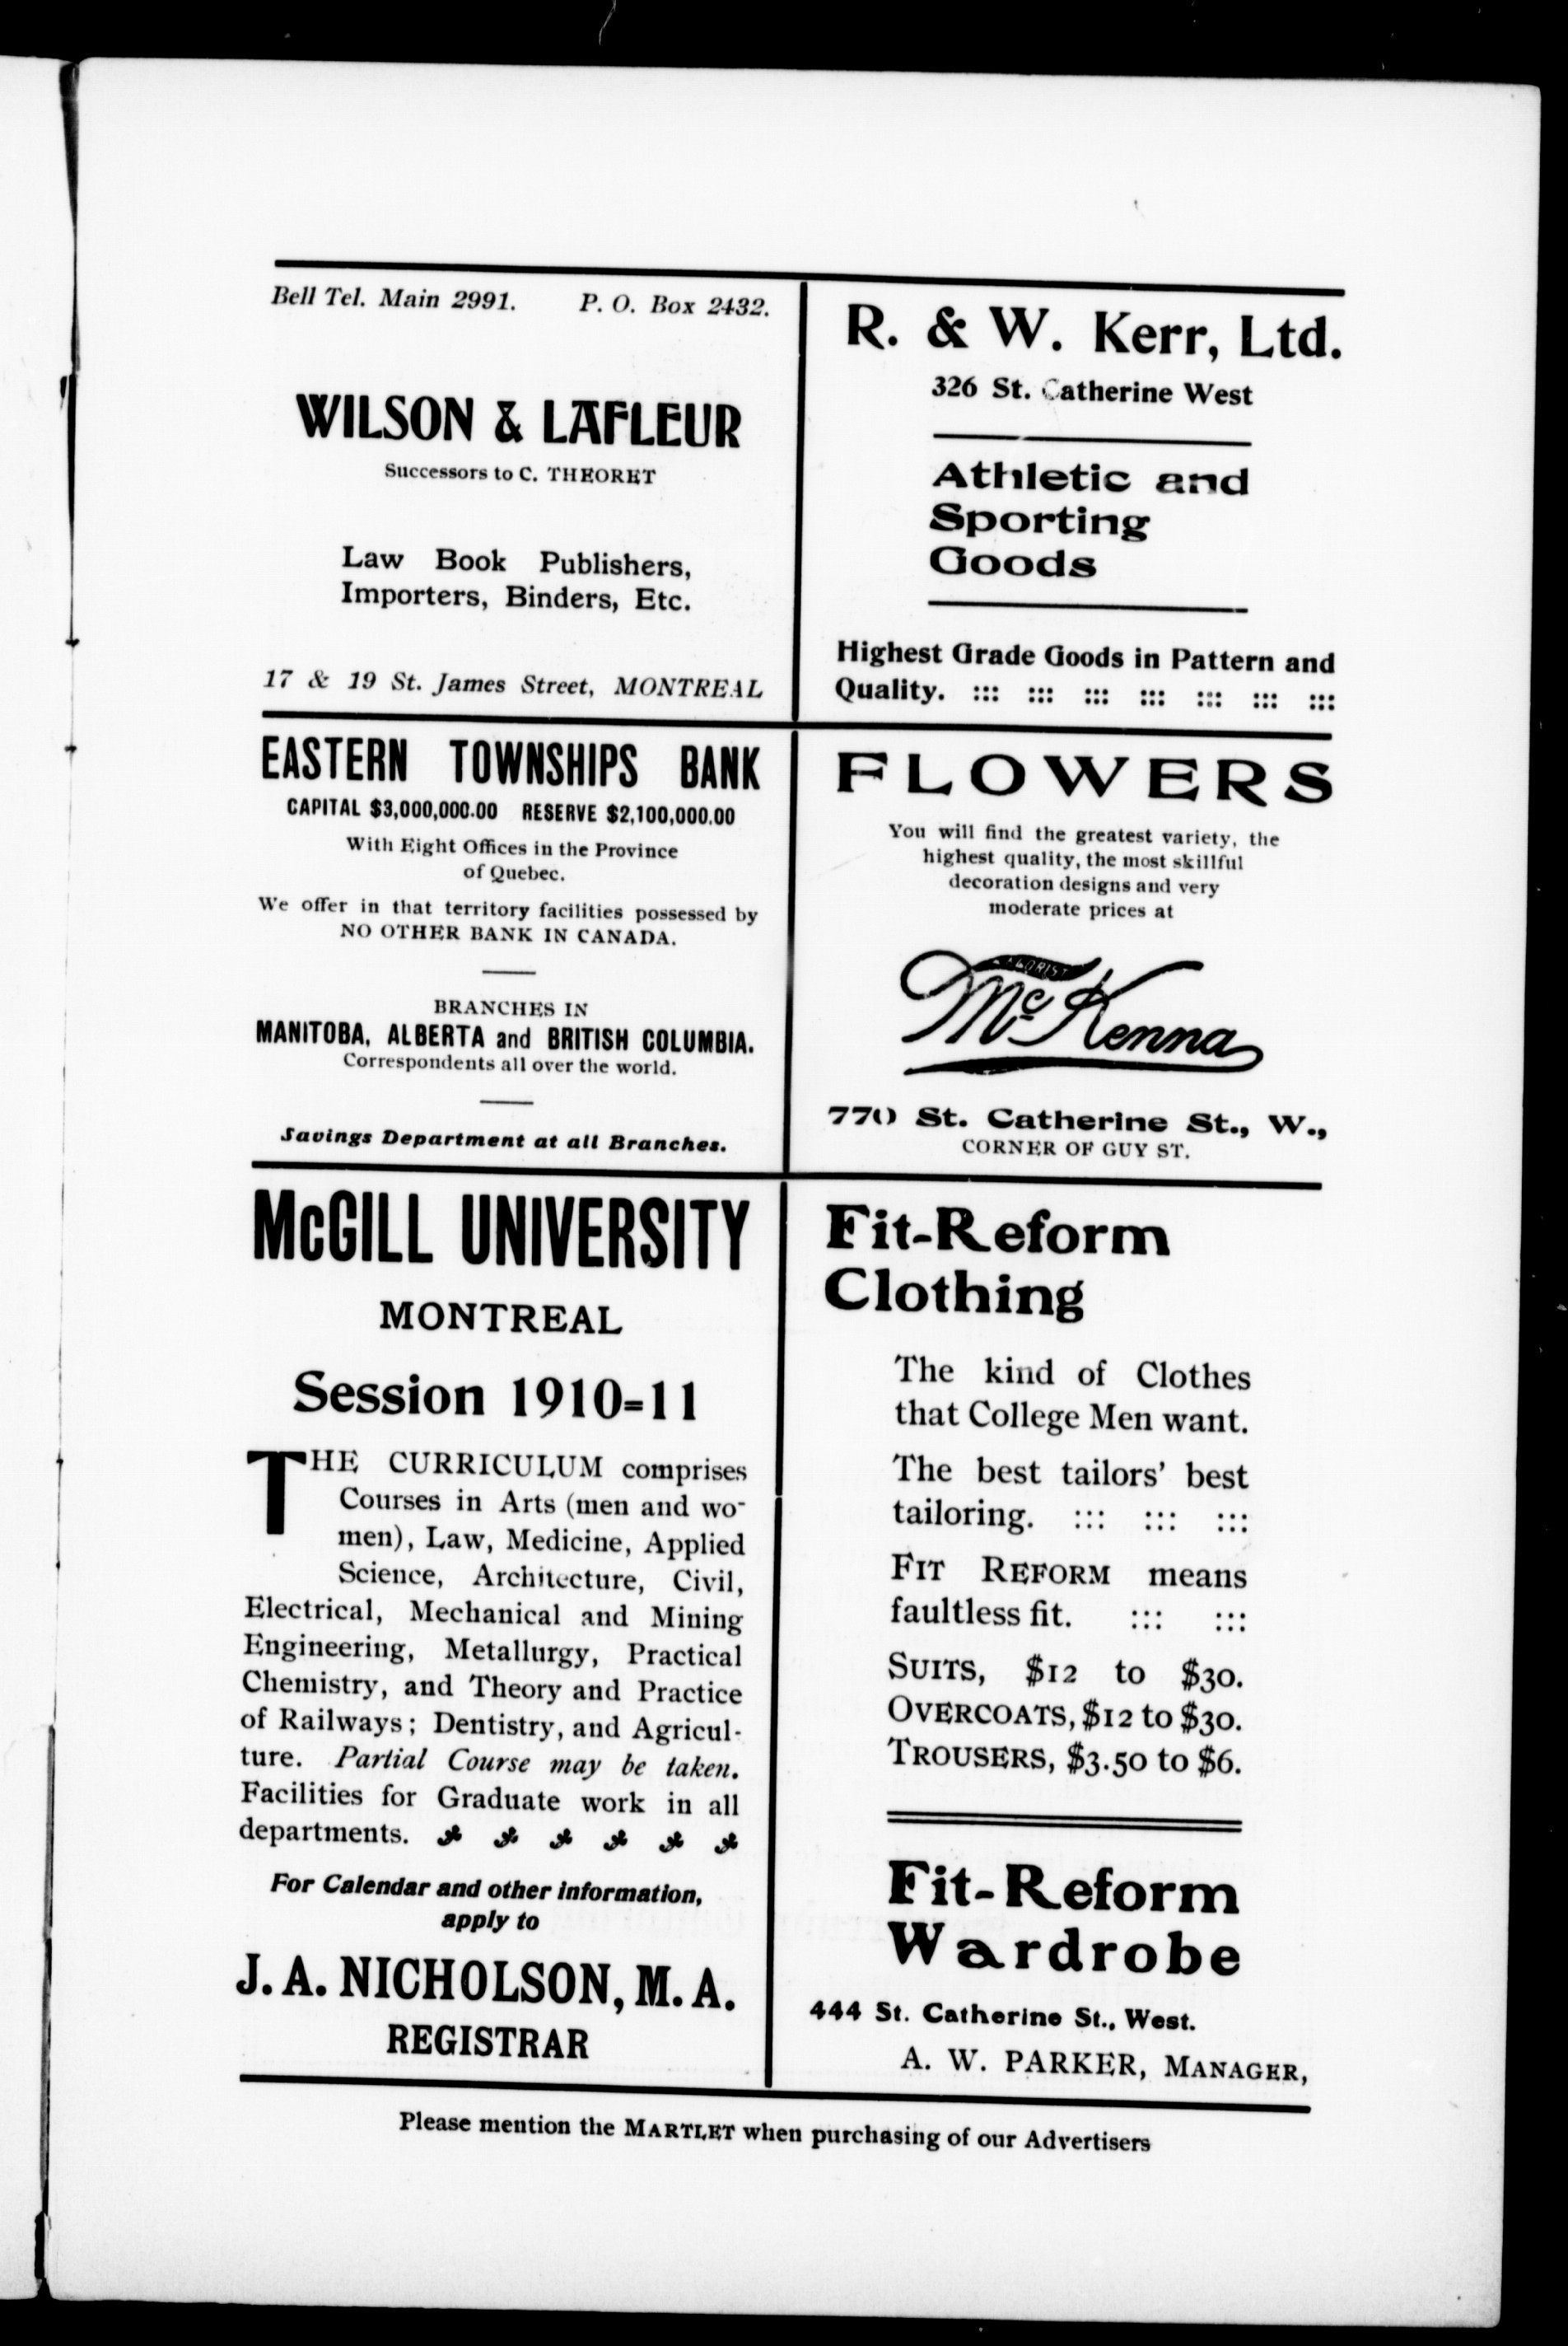 Bell Tel. Main 2991. P. O. Box 2432.
WILSON & LAFLEUR
Successors to C. THEORET
Law Book Publishers,
Importers, Binders, Etc.
17 & 19 St. James Street, MONTREAL
R. & W. Kerr, Ltd.
326 St. Catherine West
Athletic and
Sporting
Goods
Highest Grade Goods in Pattern and
Quality. ::: ::: ::: ::: ::: ::: :::
EASTERN TOWNSHIPS BANK
CAPITAL $3,000,000.00 RESERVE $2,100,000.00
With Eight Offices in the Province
of Quebec.
We offer in that territory facilities possessed by
NO OTHER BANK IN CANADA.
BRANCHES IN
MANITOBA, ALBERTA and BRITISH COLUMBIA.
Correspondents all over the world.
Savings Department at all Branches.
FLOWERS
You will find the greatest variety, the
highest quality, the most skillful
decoration designs and very
moderate prices at
FLORIST
McKenna
770 St. Catherine St., W.,
CORNER OF GUY ST.
McGILL UNIVERSITY
MONTREAL
Session 1910-11
THE CURRICULUM comprises
Courses in Arts (men and wo-
men), Law, Medicine, Applied
Science, Architecture, Civil,
Electrical, Mechanical and Mining
Engineering, Metallurgy, Practical
Chemistry, and Theory and Practice
of Railways; Dentistry, and Agricul-
ture. Partial Course may be taken.
Facilities for Graduate work in all
departments.
For Calendar and other information,
apply to
J. A. NICHOLSON, M. A.
REGISTRAR
Fit-Reform
Clothing
The kind of Clothes
that College Men want.
The best tailors' best
tailoring. ::: ::: :::
FIT REFORM means
faultless fit. ::: :::
SUITS, $12 to $30.
OVERCOATS, $12 to $30.
TROUSERS, $3.50 to $6.
Fit-Reform
Wardrobe
444 St. Catherine St., West.
A. W. PARKER, MANAGER,
Please mention the MARTLET when purchasing of our Advertisers